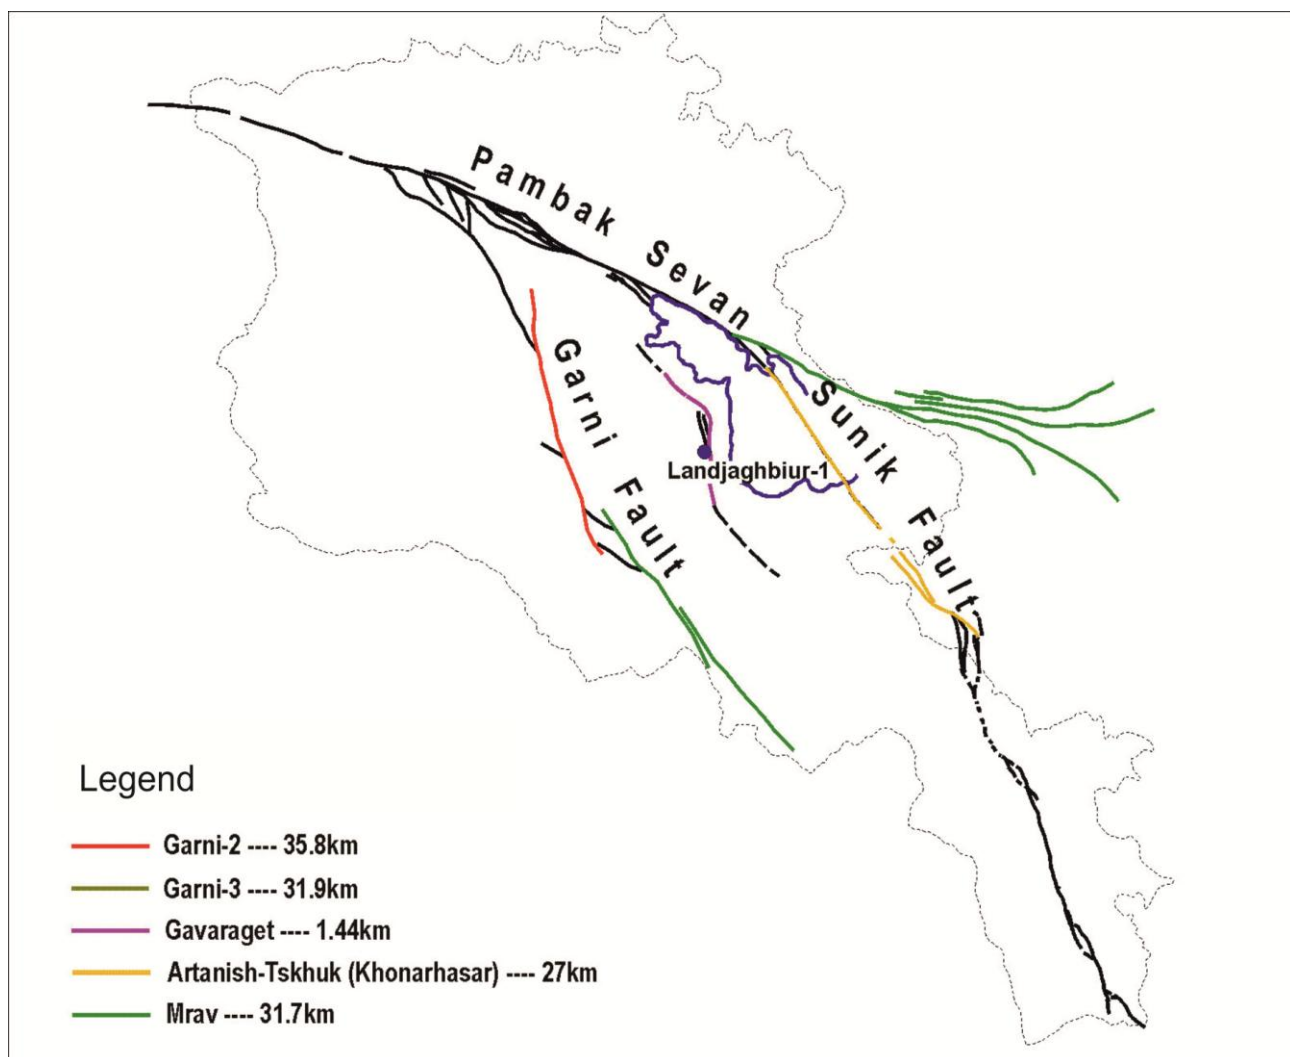 Pambak Sevan Sunik Fault
Garni Fault
Landjaghbiur-1
Legend
Garni-2 ---- 35.8km
Garni-3 ---- 31.9km
Gavaraget ---- 1.44km
Artanish-Tskhuk (Khonarhasar) ---- 27km
Mrav ---- 31.7km